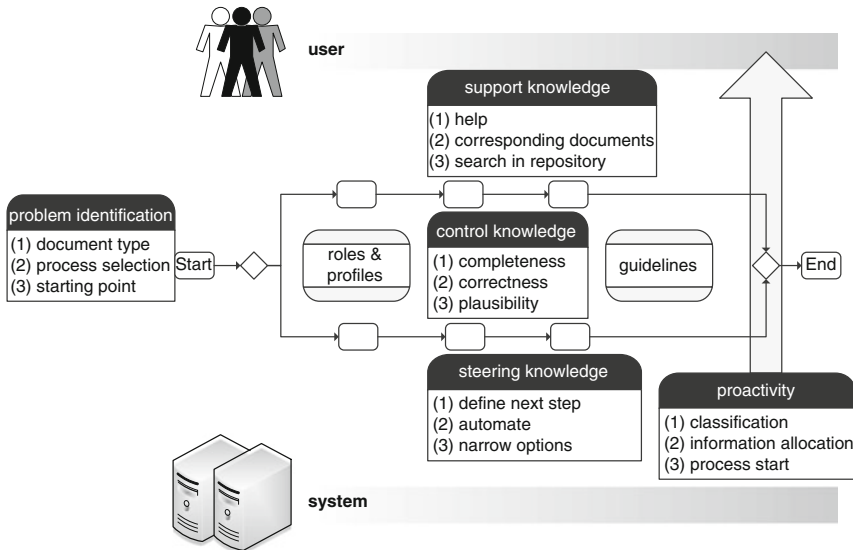 user
support knowledge
(1) help
(2) corresponding documents
(3) search in repository
problem identification
(1) document type
(2) process selection
(3) starting point
Start
roles &
profiles
control knowledge
(1) completeness
(2) correctness
(3) plausibility
guidelines
End
steering knowledge
(1) define next step
(2) automate
(3) narrow options
proactivity
(1) classification
(2) information allocation
(3) process start
system